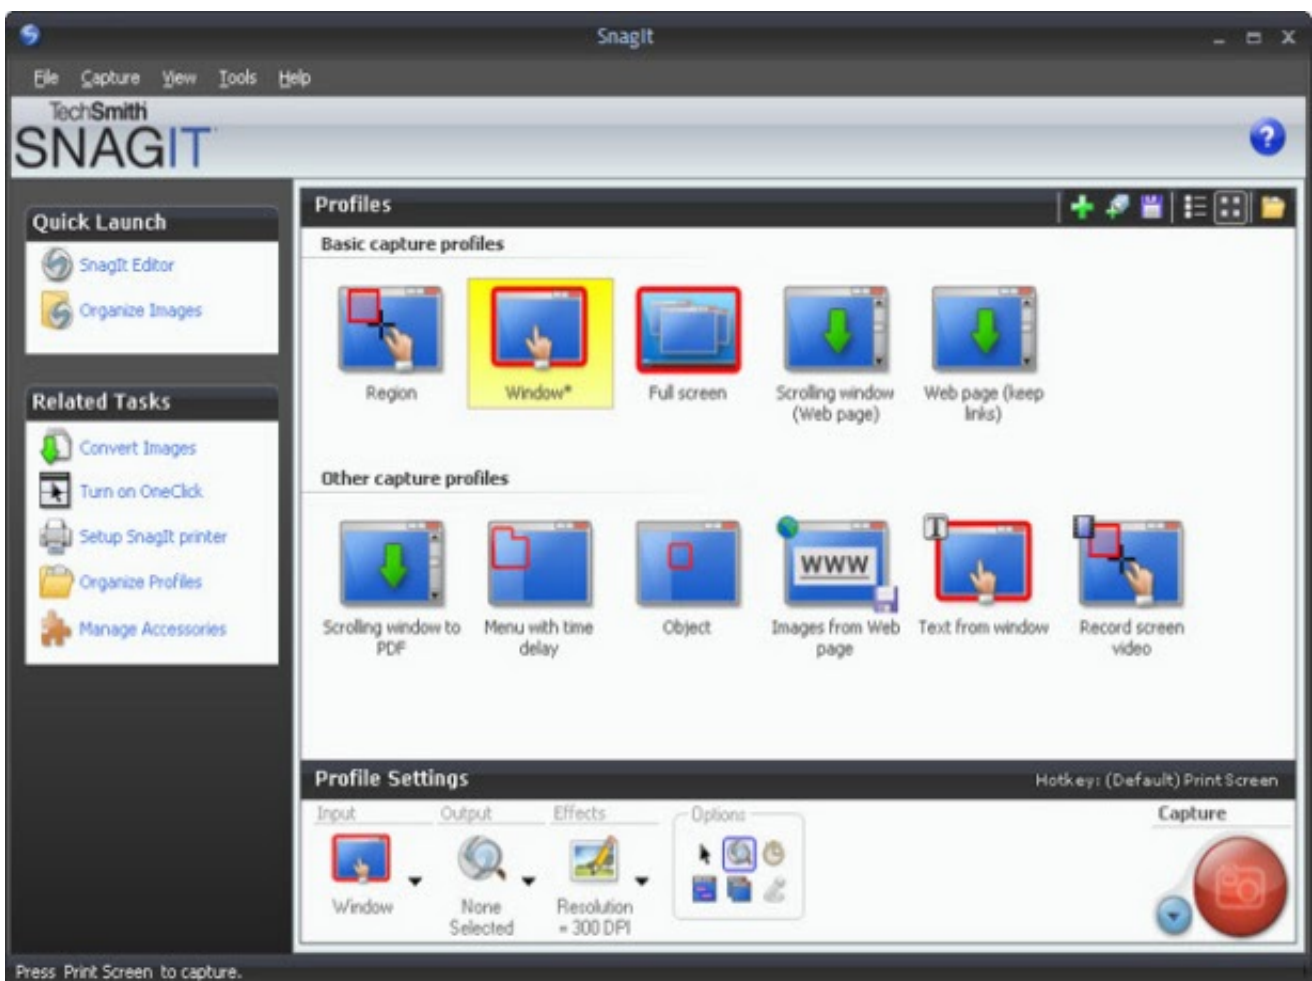 SnagIt
File Capture View Tools Help
TechSmith
SNAGIT
Quick Launch
SnagIt Editor
Organize Images
Related Tasks
Convert Images
Turn on OneClick
Setup SnagIt printer
Organize Profiles
Manage Accessories
Profiles
Basic capture profiles
Region
Window*
Full screen
Scrolling window
(Web page)
Web page (keep
links)
Other capture profiles
Scrolling window to
PDF
Menu with time
delay
Object
WWW
Images from Web
page
T
Text from window
Record screen
video
Profile Settings
Hotkey: (Default) Print Screen
Input
Output
Effects
Options
Capture
Window
None
Selected
Resolution
= 300 DPI
Press Print Screen to capture.